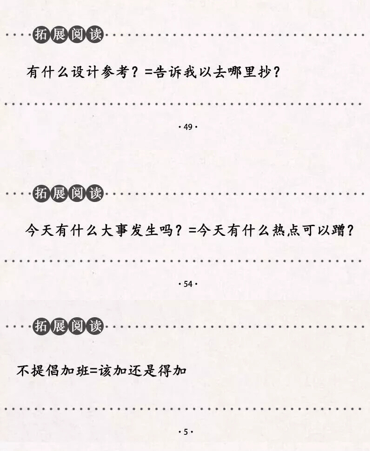 拓展阅读
有什么设计参考？=告诉我以去哪里抄？
·49·
拓展阅读
今天有什么大事发生吗？=今天有什么热点可以蹭？
·54·
拓展阅读
不提倡加班=该加还是得加
·5·